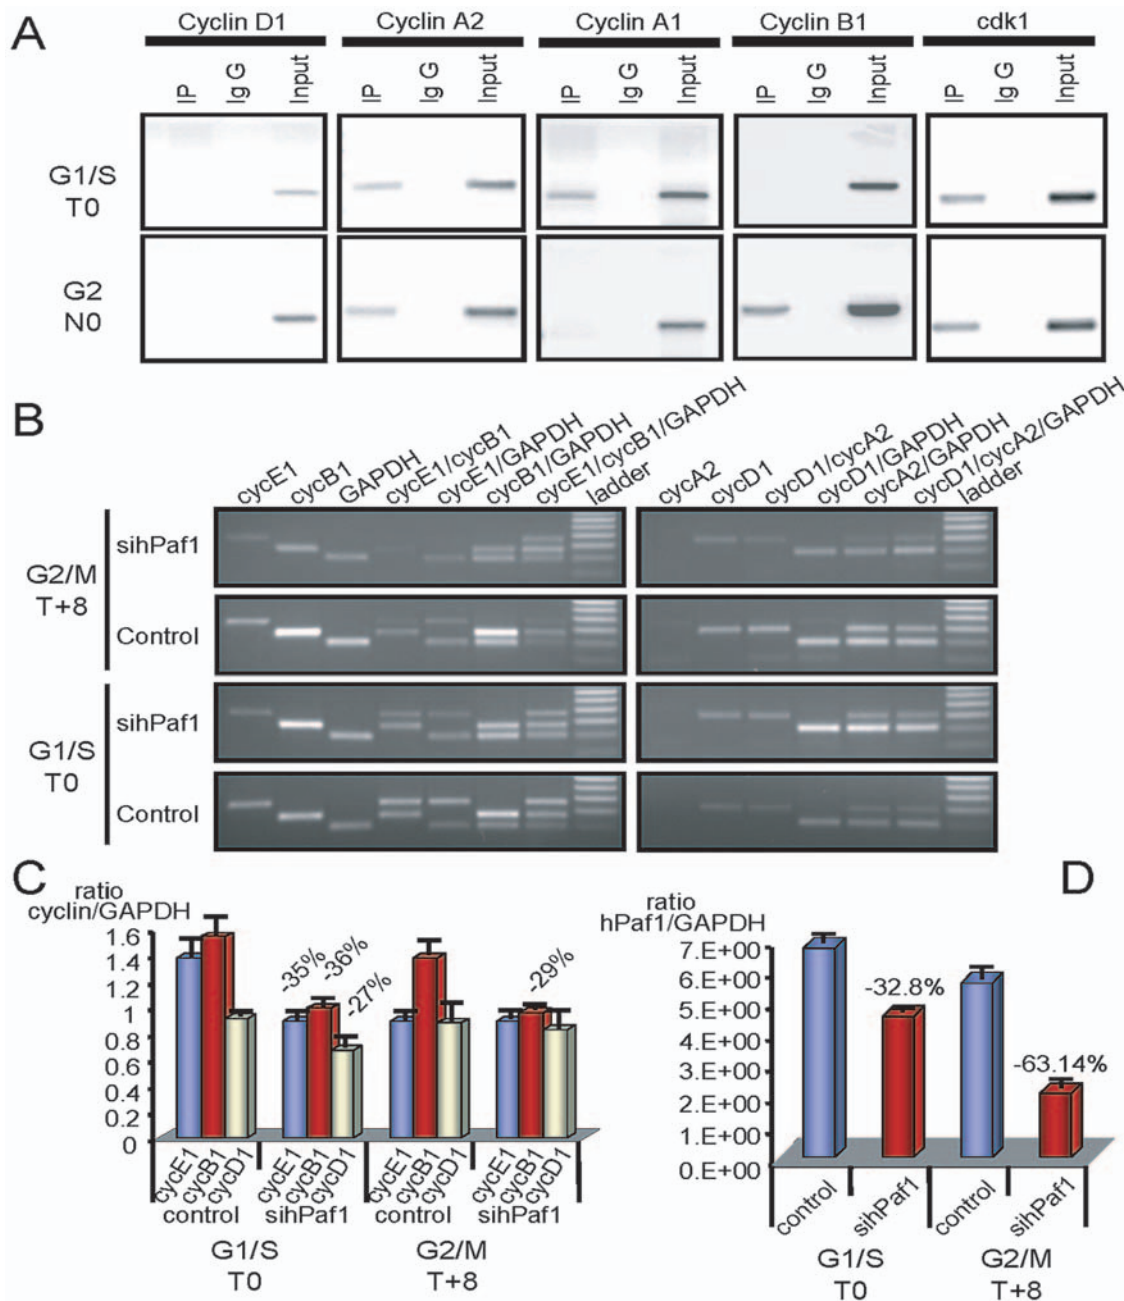 A
Cyclin D1 Cyclin A2 Cyclin A1 Cyclin B1 cdk1
IP Ig G Input IP Ig G Input IP Ig G Input IP Ig G Input IP Ig G Input
G1/S
T0
G2
N0
B
cycE1 cycB1 GAPDH cycE1/cycB1 cycE1/GAPDH cycB1/GAPDH cycE1/cycB1/GAPDH ladder cycA2 cycD1 cycD1/cycA2 cycD1/GAPDH cycA2/GAPDH cycD1/cycA2/GAPDH ladder
G2/M
T+8
sihPaf1
Control
G1/S
T0
sihPaf1
Control
C
ratio
cyclin/GAPDH
1.6
1.4
1.2
1
0.8
0.6
0.4
0.2
0
-35% -36% -27% -29%
cycE1 cycB1 cycD1 cycE1 cycB1 cycD1 cycE1 cycB1 cycD1 cycE1 cycB1 cycD1
control sihPaf1 control sihPaf1
G1/S G2/M
T0 T+8
D
ratio
hPaf1/GAPDH
7.E+00
6.E+00
5.E+00
4.E+00
3.E+00
2.E+00
1.E+00
0.E+00
-32.8%
-63.14%
control sihPaf1 control sihPaf1
G1/S G2/M
T0 T+8